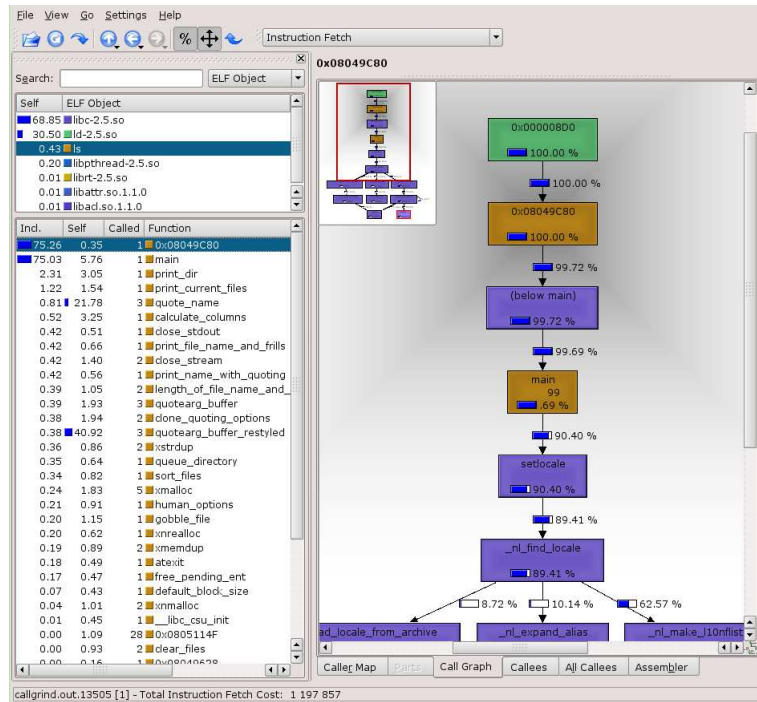 File View Go Settings Help
% Instruction Fetch
Search: ELF Object
Self ELF Object
68.85 libc-2.5.so
30.50 ld-2.5.so
0.43 ls
0.20 libpthread-2.5.so
0.01 librt-2.5.so
0.01 libattr.so.1.1.0
0.01 libacl.so.1.1.0
Incl. Self Called Function
75.26 0.35 1 0x08049C80
75.03 5.76 1 main
2.31 3.05 1 print_dir
1.22 1.54 1 print_current_files
0.81 21.78 3 quote_name
0.52 3.25 1 calculate_columns
0.42 0.51 1 close_stdout
0.42 0.66 1 print_file_name_and_frills
0.42 1.40 2 close_stream
0.42 0.56 1 print_name_with_quoting
0.39 1.05 2 length_of_file_name_and_
0.39 1.93 3 quotearg_buffer
0.38 1.94 2 clone_quoting_options
0.38 40.92 3 quotearg_buffer_restyled
0.36 0.86 2 xstrdup
0.35 0.64 1 queue_directory
0.34 0.82 1 sort_files
0.24 1.83 5 xmalloc
0.21 0.91 1 human_options
0.20 1.15 1 gobble_file
0.20 0.62 1 xnrealloc
0.19 0.89 2 xmemdup
0.18 0.49 1 atexit
0.17 0.47 1 free_pending_ent
0.07 0.43 1 default_block_size
0.04 1.01 2 xnmalloc
0.01 0.45 1 __libc_csu_init
0.00 1.09 28 0x0805114F
0.00 0.93 2 clear_files
0.00 0.16 1 0x08049628
0x08049C80
0x000008D0
100.00 %
100.00 %
0x08049C80
100.00 %
99.72 %
(below main)
99.72 %
99.69 %
main
99
.69 %
90.40 %
setlocale
90.40 %
89.41 %
_nl_find_locale
89.41 %
8.72 % 10.14 % 62.57 %
ad_locale_from_archive _nl_expand_alias _nl_make_l10nflist
Caller Map Parts Call Graph Callees All Callees Assembler
callgrind.out.13505 [1] - Total Instruction Fetch Cost: 1 197 857